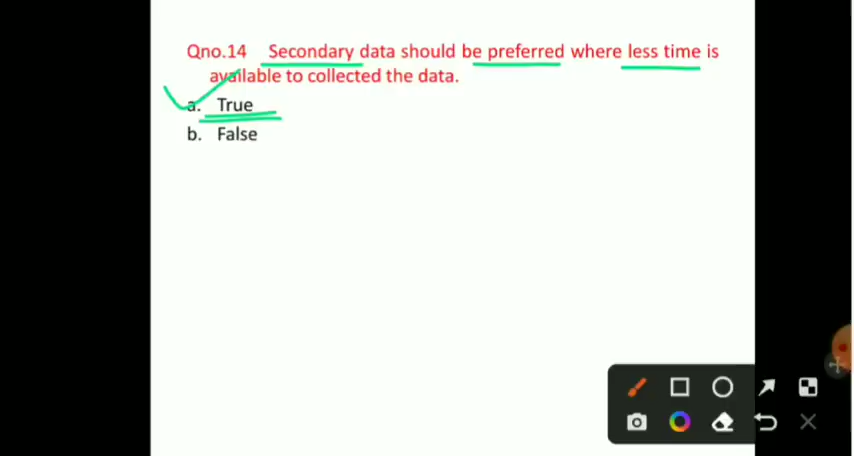 Qno.14 Secondary data should be preferred where less time is
available to collected the data.
a. True
b. False